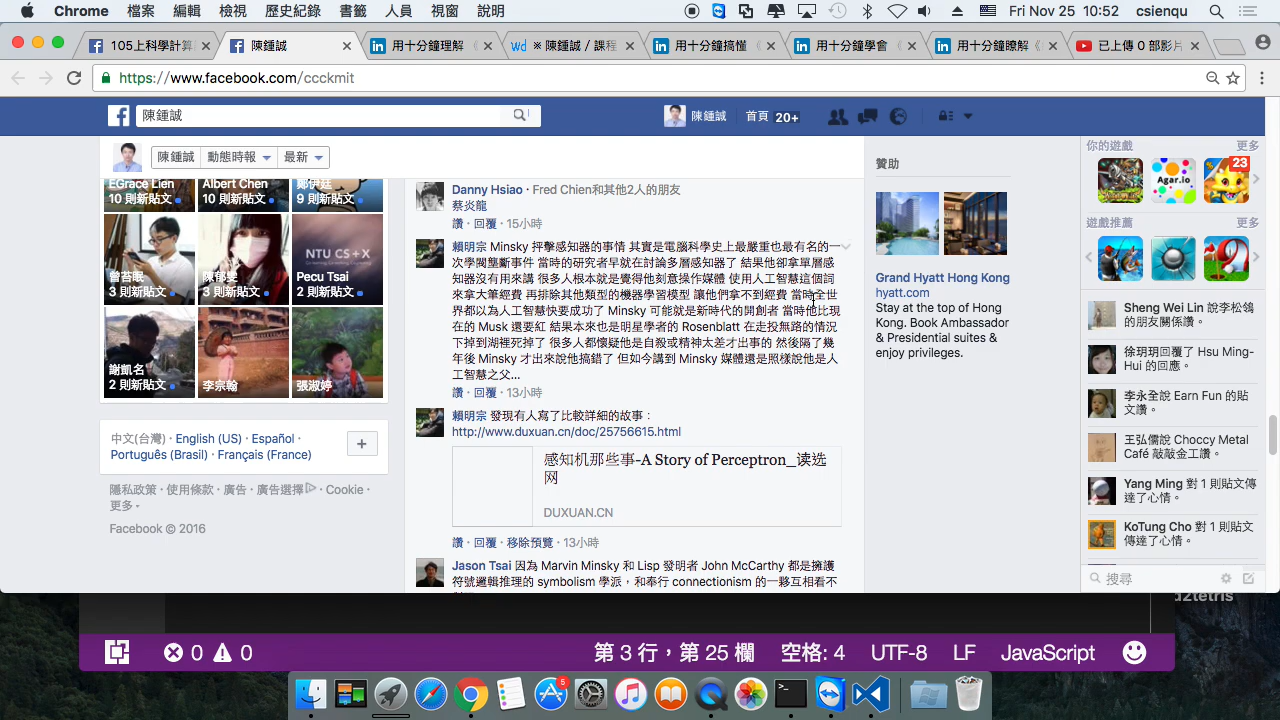 Chrome 檔案 編輯 檢視 歷史紀錄 書籤 人員 視窗 說明 Fri Nov 25 10:52 csienqu
105上科學計算 陳鍾誠 用十分鐘理解《 ※ 陳鍾誠 / 課程 用十分鐘搞懂《 用十分鐘學會《 用十分鐘瞭解《 已上傳 0 部影片
https://www.facebook.com/ccckmit
陳鍾誠 陳鍾誠 首頁 20+
陳鍾誠 動態時報 最新
EGrace Lien Albert Chen
10 則新貼文 10 則新貼文 9 則新貼文
曾苔眠
3 則新貼文
陳郁雯
3 則新貼文
NTU CS+X
Pecu Tsai
2 則新貼文
謝凱名
2 則新貼文
李宗翰
張淑婷
中文(台灣) · English (US) · Español ·
Português (Brasil) · Français (France)
隱私政策 · 使用條款 · 廣告 · 廣告選擇 · Cookie ·
更多
Facebook © 2016
Danny Hsiao · Fred Chien和其他2人的朋友
蔡炎龍
讚 · 回覆 · 15小時
賴明宗 Minsky 抨擊感知器的事情 其實是電腦科學史上最嚴重也最有名的一
次學閥壟斷事件 當時的研究者早就在討論多層感知器了 結果他卻拿單層感
知器沒有用來講 很多人根本就是覺得他刻意操作媒體 使用人工智慧這個詞
來拿大筆經費 再排除其他類型的機器學習模型 讓他們拿不到經費 當時全世
界都以為人工智慧快要成功了 Minsky 可能就是新時代的開創者 當時他比現
在的 Musk 還要紅 結果本來也是明星學者的 Rosenblatt 在走投無路的情況
下掉到湖裡死掉了 很多人都懷疑他是自殺或精神太差才出事的 然後隔了幾
年後 Minsky 才出來說他搞錯了 但如今講到 Minsky 媒體還是照樣說他是人
工智慧之父...
讚 · 回覆 · 13小時
賴明宗 發現有人寫了比較詳細的故事：
http://www.duxuan.cn/doc/25756615.html
感知机那些事-A Story of Perceptron_读选
网
DUXUAN.CN
讚 · 回覆 · 移除預覽 · 13小時
Jason Tsai 因為 Marvin Minsky 和 Lisp 發明者 John McCarthy 都是擁護
符號邏輯推理的 symbolism 學派，和奉行 connectionism 的一夥互相看不
贊助
Grand Hyatt Hong Kong
hyatt.com
Stay at the top of Hong
Kong. Book Ambassador
& Presidential suites &
enjoy privileges.
你的遊戲 更多
Agar.io
23
遊戲推薦 更多
Sheng Wei Lin 說李松鴒
的朋友關係讚。
徐玥玥回覆了 Hsu Ming-
Hui 的回應。
李永全說 Earn Fun 的貼
文讚。
王弘儒說 Choccy Metal
Café 敲敲金工讚。
Yang Ming 對 1 則貼文傳
達了心情。
KoTung Cho 對 1 則貼文
傳達了心情。
搜尋
dztetris
0 0 第 3 行，第 25 欄 空格: 4 UTF-8 LF JavaScript
5